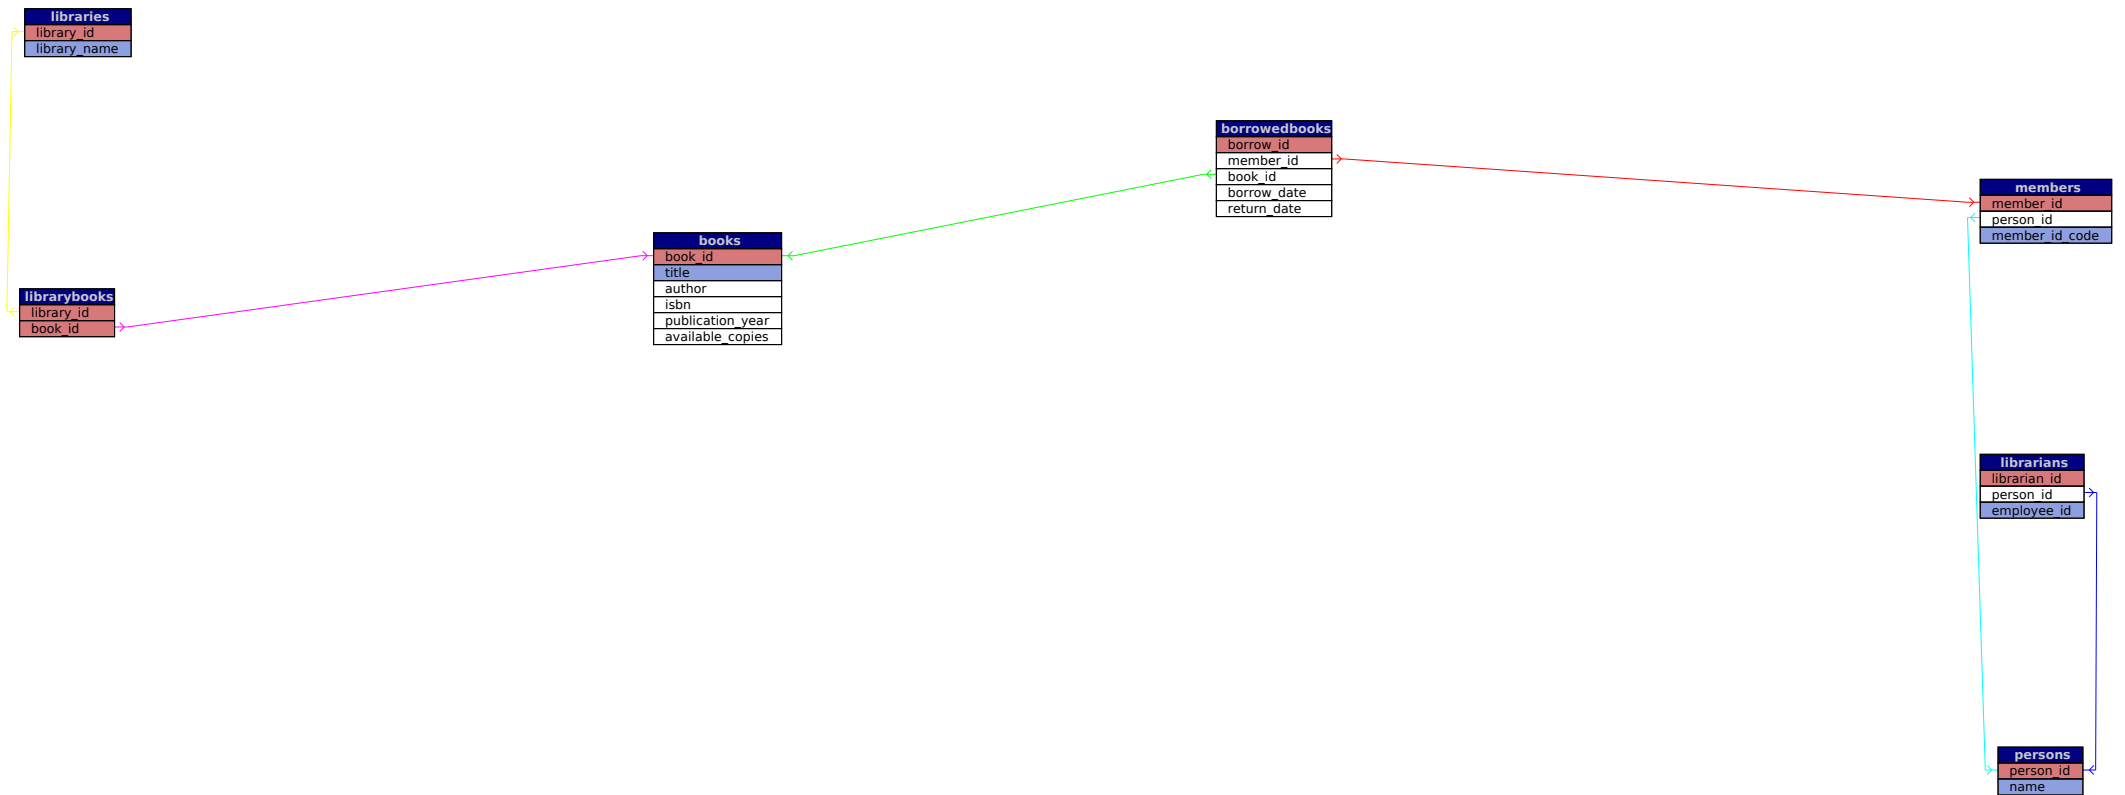 libraries
library_id
library_name
borrowedbooks
borrow_id
member_id
book_id
borrow_date
return_date
members
member_id
person_id
member_id_code
books
book_id
title
author
isbn
publication_year
available_copies
librarybooks
library_id
book_id
librarians
librarian_id
person_id
employee_id
persons
person_id
name